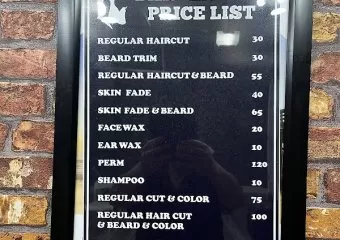 PRICE LIST
REGULAR HAIRCUT 30
BEARD TRIM 30
REGULAR HAIRCUT & BEARD 55
SKIN FADE 40
SKIN FADE & BEARD 65
FACE WAX 20
EAR WAX 10
PERM 120
SHAMPOO 10
REGULAR CUT & COLOR 75
REGULAR HAIR CUT 100
& BEARD & COLOR